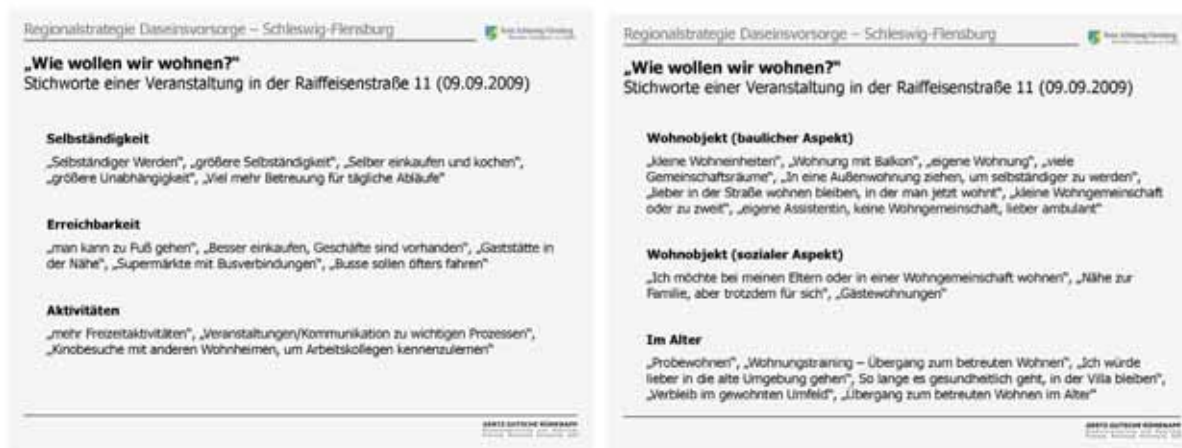 Regionalstrategie Daseinsvorsorge – Schleswig-Flensburg
„Wie wollen wir wohnen?“
Stichworte einer Veranstaltung in der Raiffeisenstraße 11 (09.09.2009)
Selbständigkeit
„Selbständiger Werden“, „größere Selbständigkeit“, „Selber einkaufen und kochen“,
„größere Unabhängigkeit“, „Viel mehr Betreuung für tägliche Abläufe“
Erreichbarkeit
„man kann zu Fuß gehen“, „Besser einkaufen, Geschäfte sind vorhanden“, „Gaststätte in
der Nähe“, „Supermärkte mit Busverbindungen“, „Busse sollen öfters fahren“
Aktivitäten
„mehr Freizeitaktivitäten“, „Veranstaltungen/Kommunikation zu wichtigen Prozessen“,
„Kinobesuche mit anderen Wohnheimen, um Arbeitskollegen kennenzulernen“
GERTZ GUTSCHE RÜMENAPP
Regionalstrategie Daseinsvorsorge – Schleswig-Flensburg
„Wie wollen wir wohnen?“
Stichworte einer Veranstaltung in der Raiffeisenstraße 11 (09.09.2009)
Wohnobjekt (baulicher Aspekt)
„kleine Wohneinheiten“, „Wohnung mit Balkon“, „eigene Wohnung“, „viele
Gemeinschaftsräume“, „In eine Außenwohnung ziehen, um selbständiger zu werden“,
„lieber in der Straße wohnen bleiben, in der man jetzt wohnt“, „kleine Wohngemeinschaft
oder zu zweit“, „eigene Assistentin, keine Wohngemeinschaft, lieber ambulant“
Wohnobjekt (sozialer Aspekt)
„Ich möchte bei meinen Eltern oder in einer Wohngemeinschaft wohnen“, „Nähe zur
Familie, aber trotzdem für sich“, „Gästewohnungen“
Im Alter
„Probewohnen“, „Wohnungstraining – Übergang zum betreuten Wohnen“, „Ich würde
lieber in die alte Umgebung gehen“, So lange es gesundheitlich geht, in der Villa bleiben“,
„Verbleib im gewohnten Umfeld“, „Übergang zum betreuten Wohnen im Alter“
GERTZ GUTSCHE RÜMENAPP